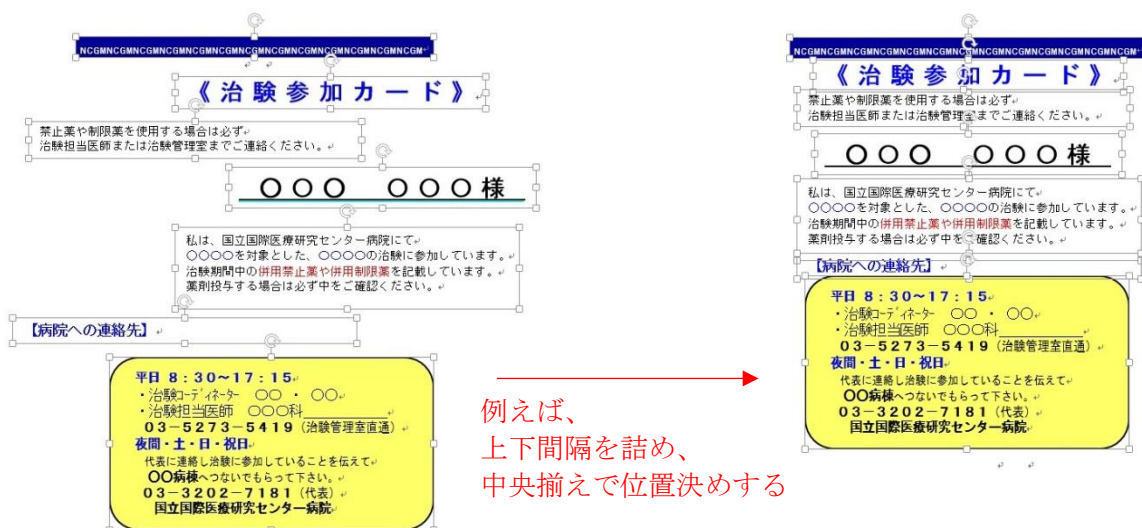 NCGMNCGMNCGMNCGMNCGMNCGMNCGMNCGMNCGMNCGMNCGMNCGM
《治験参加カード》
禁止薬や制限薬を使用する場合は必ず
治験担当医師または治験管理室までご連絡ください。
〇〇〇 〇〇〇様
私は、国立国際医療研究センター病院にて
〇〇〇〇を対象とした、〇〇〇〇の治験に参加しています。
治験期間中の併用禁止薬や併用制限薬を記載しています。
薬剤投与する場合は必ず中をご確認ください。
【病院への連絡先】
平日 8:30～17:15
・治験コーディネーター 〇〇 ・ 〇〇
・治験担当医師 〇〇〇科
03－5273－5419(治験管理室直通)
夜間・土・日・祝日
代表に連絡し治験に参加していることを伝えて
〇〇病棟へつないでもらって下さい。
03－3202－7181(代表)
国立国際医療研究センター病院
例えば、
上下間隔を詰め、
中央揃えで位置決めする
NCGMNCGMNCGMNCGMNCGMNCGMNCGMNCGMNCGMNCGMNCGMNCGM
《治験参加カード》
禁止薬や制限薬を使用する場合は必ず
治験担当医師または治験管理室までご連絡ください。
〇〇〇 〇〇〇様
私は、国立国際医療研究センター病院にて
〇〇〇〇を対象とした、〇〇〇〇の治験に参加しています。
治験期間中の併用禁止薬や併用制限薬を記載しています。
薬剤投与する場合は必ず中をご確認ください。
【病院への連絡先】
平日 8:30～17:15
・治験コーディネーター 〇〇 ・ 〇〇
・治験担当医師 〇〇〇科
03－5273－5419(治験管理室直通)
夜間・土・日・祝日
代表に連絡し治験に参加していることを伝えて
〇〇病棟へつないでもらって下さい。
03－3202－7181(代表)
国立国際医療研究センター病院